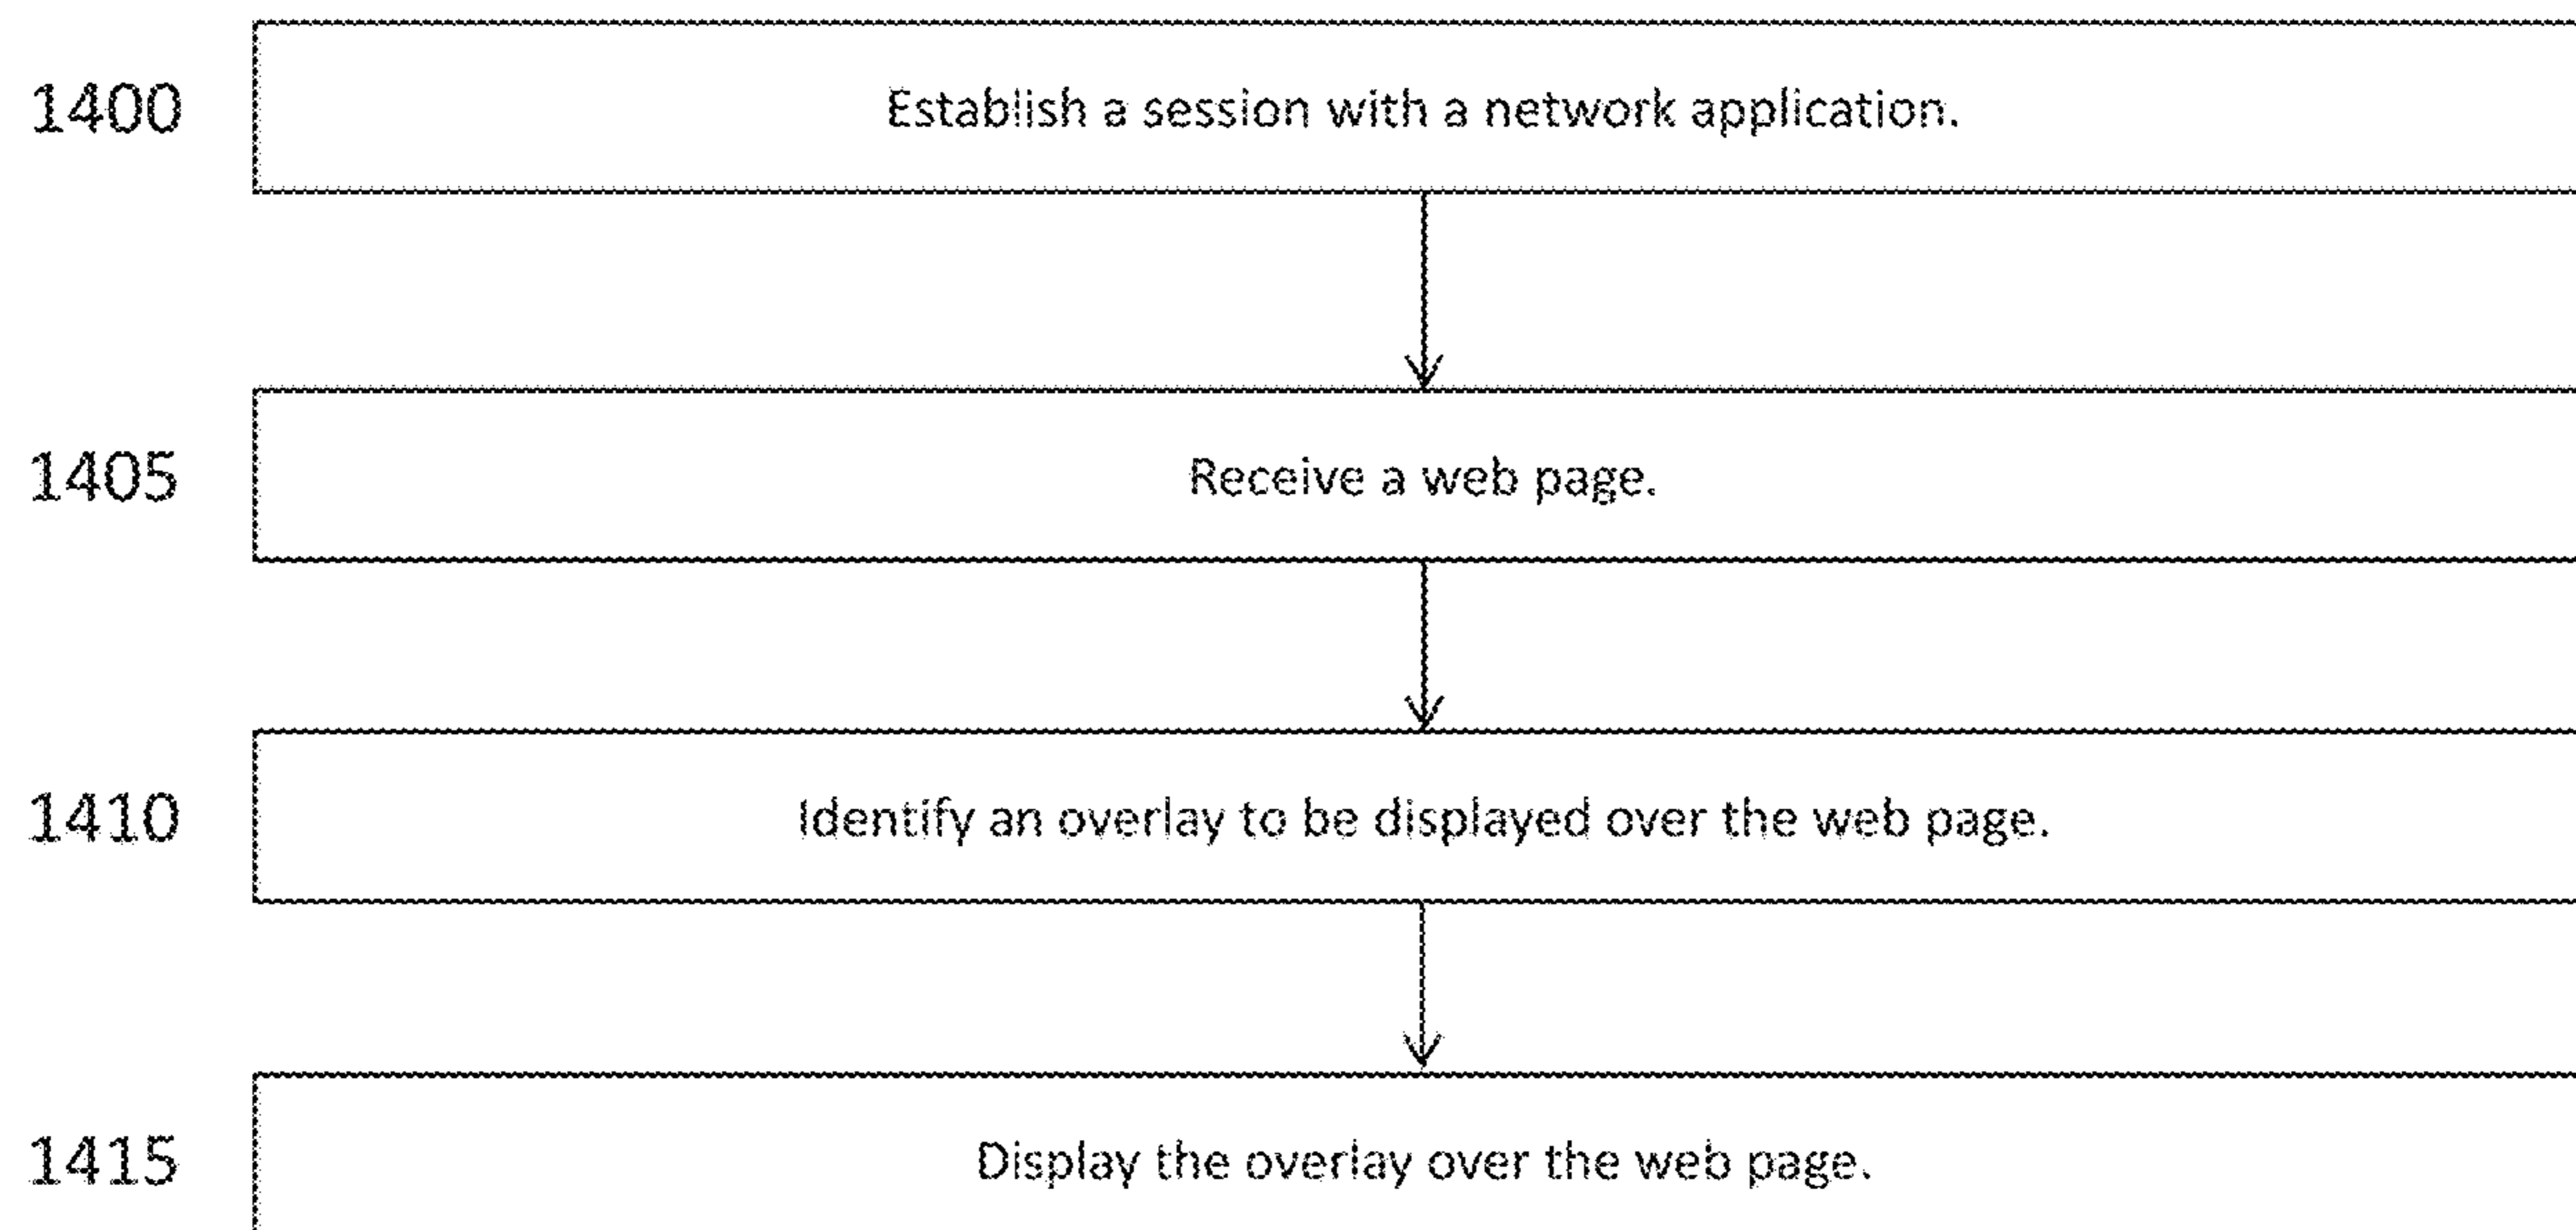 1400
Establish a session with a network application.
1405
Receive a web page.
1410
Identify an overlay to be displayed over the web page.
1415
Display the overlay over the web page.